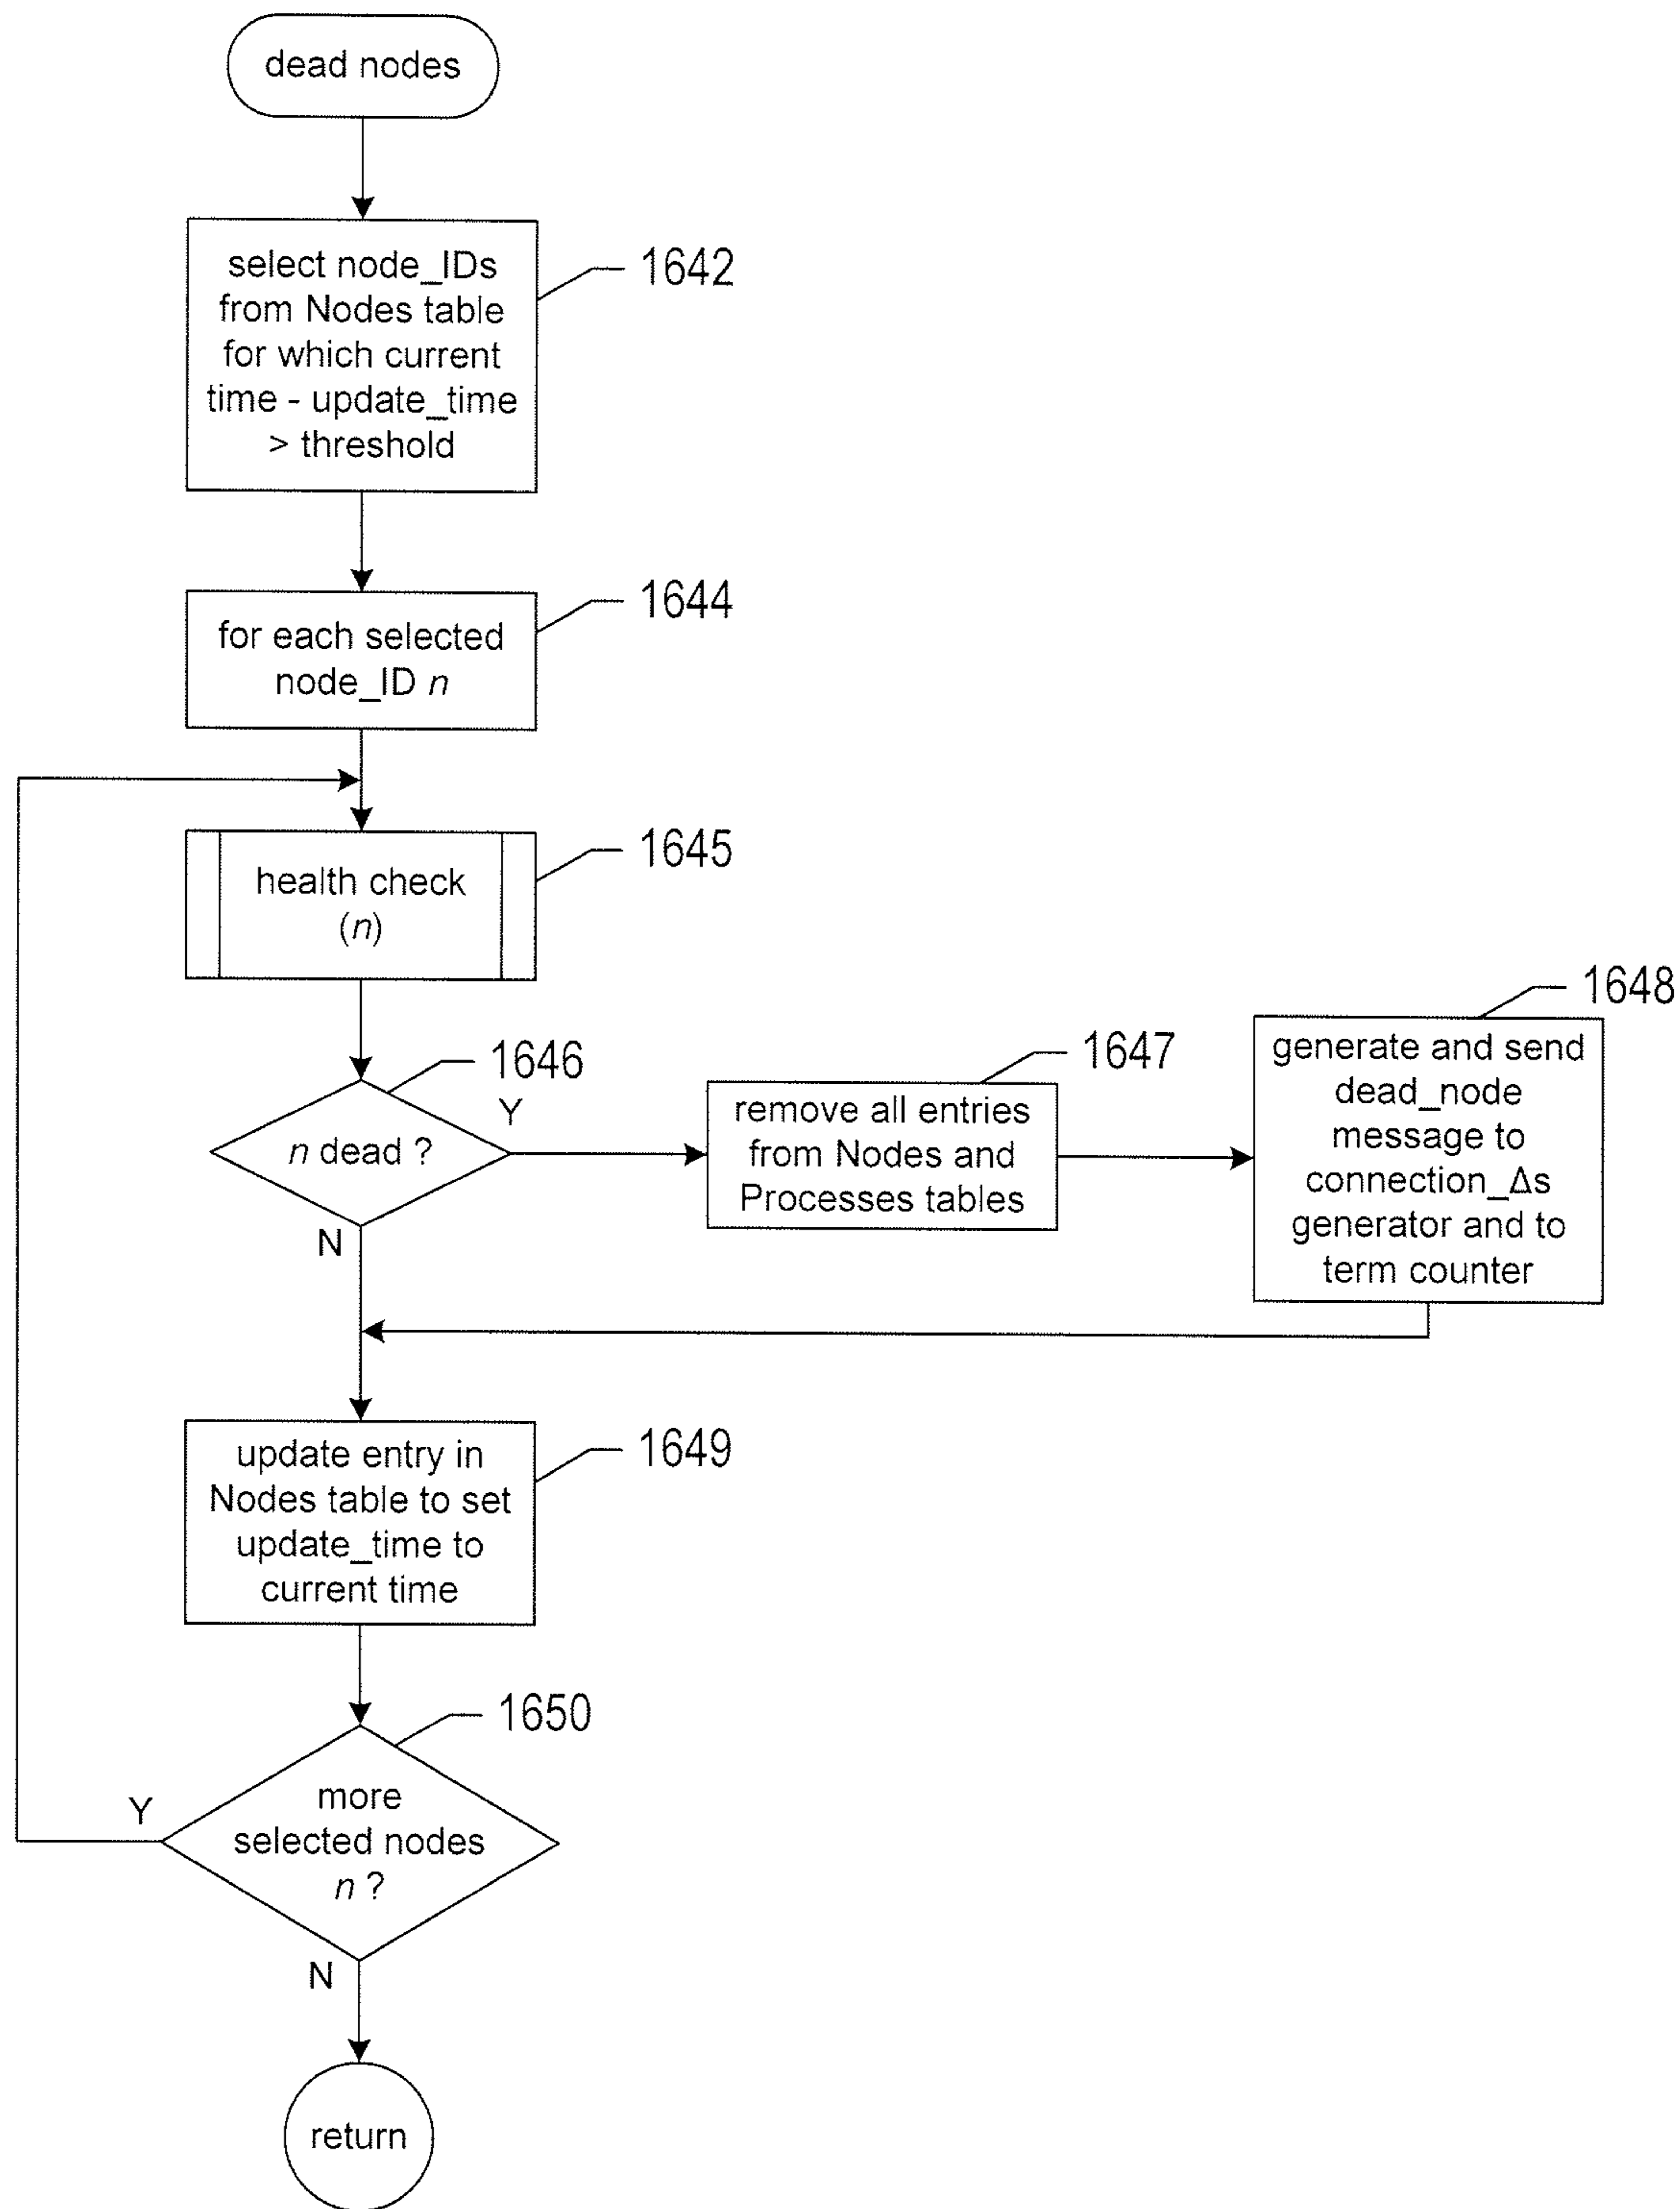 dead nodes
select node_IDs
from Nodes table
for which current
time - update_time
> threshold
1642
for each selected
node_ID n
1644
health check
(n)
1645
n dead ?
1646
Y
N
remove all entries
from Nodes and
Processes tables
1647
generate and send
dead_node
message to
connection_Δs
generator and to
term counter
1648
update entry in
Nodes table to set
update_time to
current time
1649
more
selected nodes
n ?
1650
Y
N
return